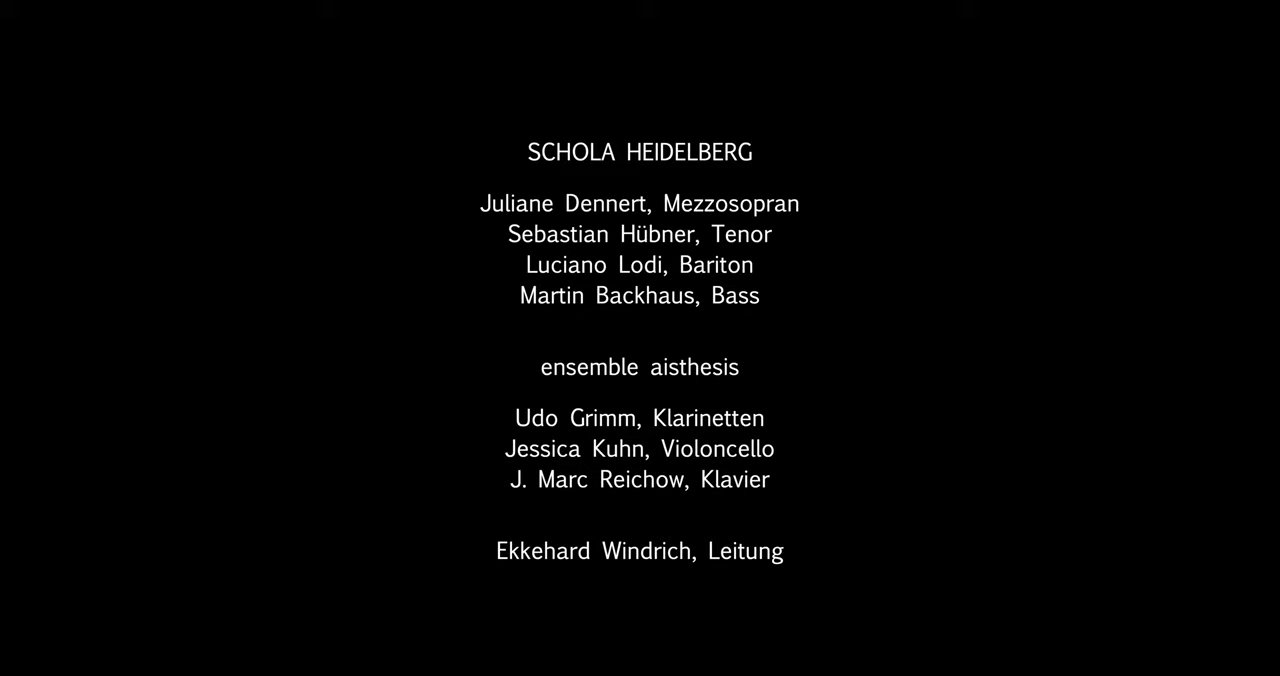 SCHOLA HEIDELBERG
Juliane Dennert, Mezzosopran
Sebastian Hübner, Tenor
Luciano Lodi, Bariton
Martin Backhaus, Bass
ensemble aisthesis
Udo Grimm, Klarinetten
Jessica Kuhn, Violoncello
J. Marc Reichow, Klavier
Ekkehard Windrich, Leitung